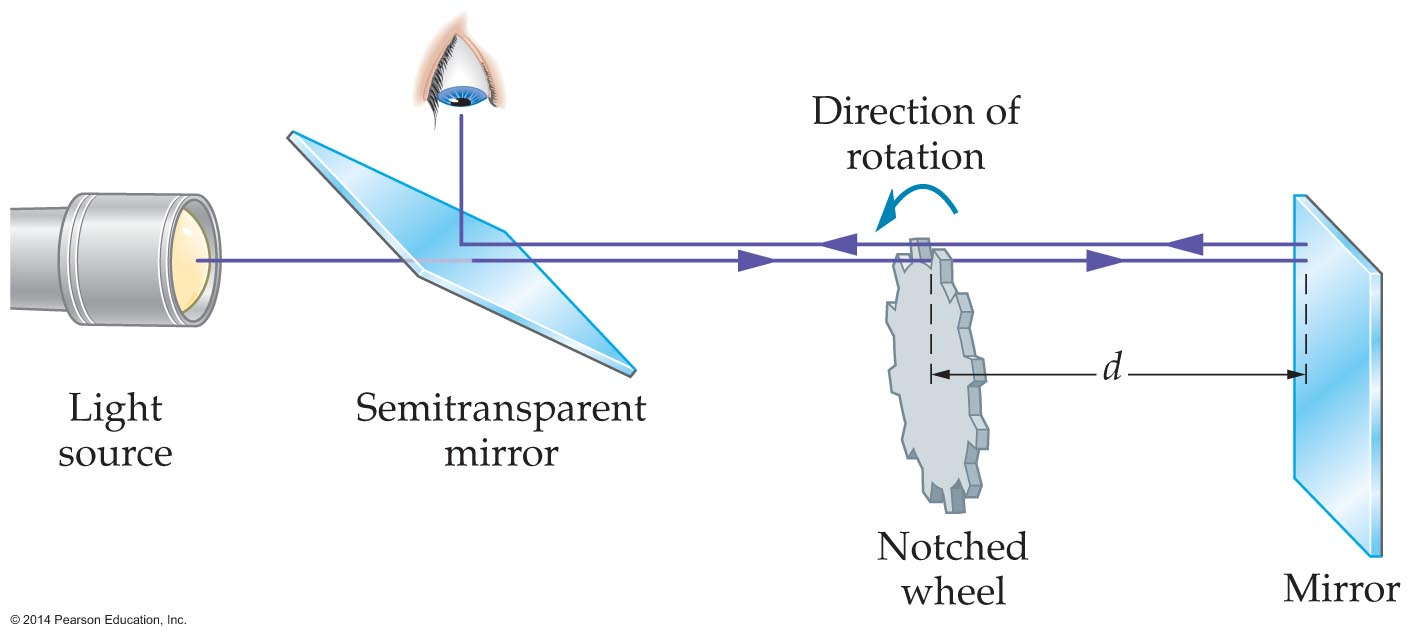 Direction of
rotation
d
Light
source
Semitransparent
mirror
Notched
wheel
Mirror
© 2014 Pearson Education, Inc.